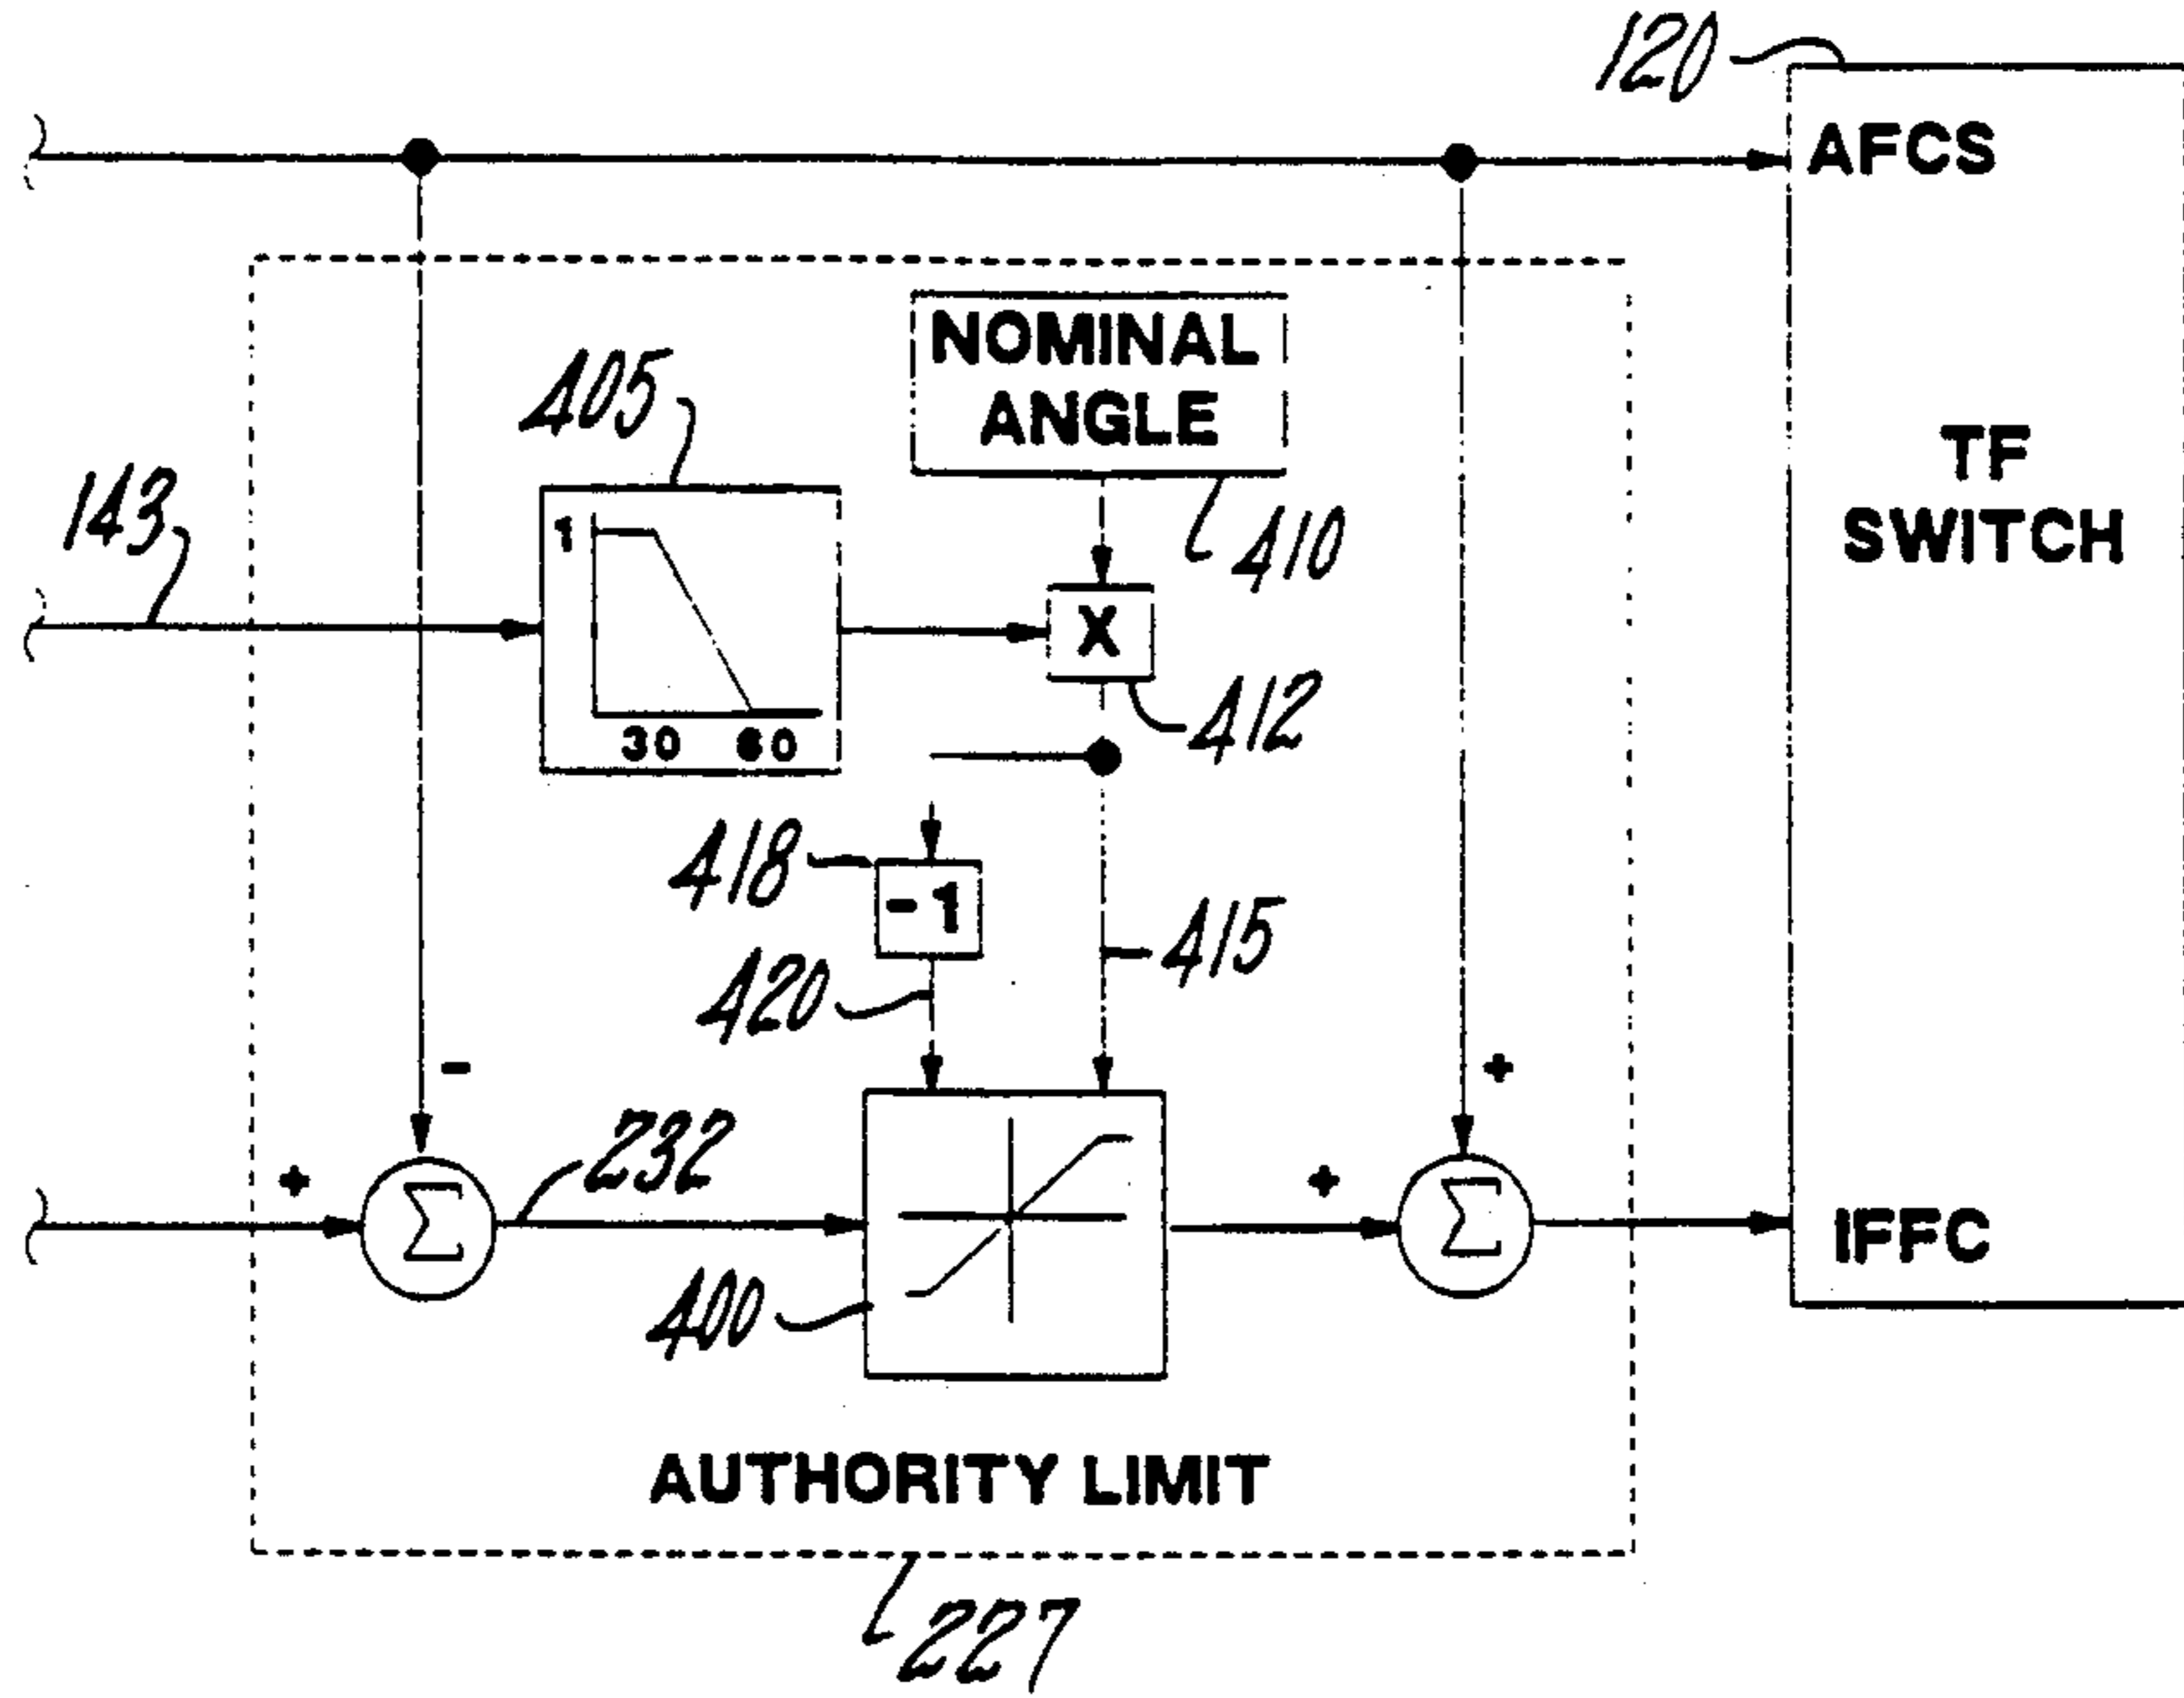 120
AFCS
NOMINAL
ANGLE
405
TF
SWITCH
143
1
410
X
30 60
412
418
-1
415
420
-
+
+
232
+
Σ
Σ
IFFC
400
AUTHORITY LIMIT
227